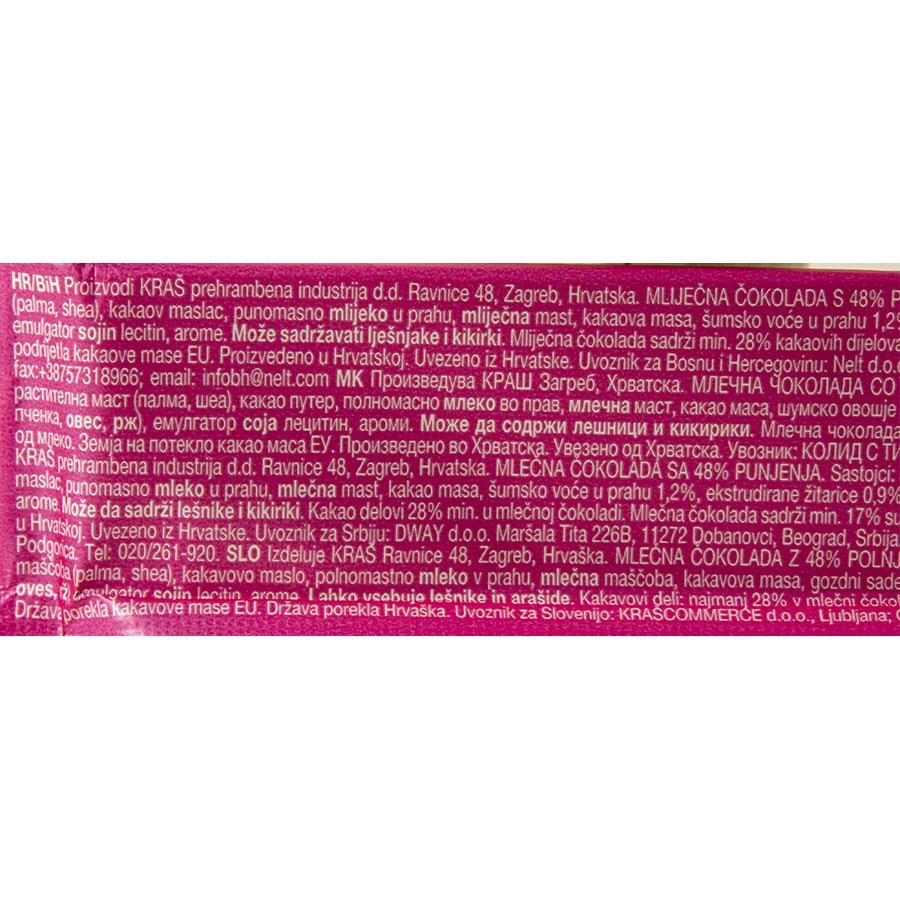 HR/BiH Proizvodi KRAŠ prehrambena industrija d.d. Ravnice 48, Zagreb, Hrvatska. MLIJEČNA ČOKOLADA S 48% P
(palma, shea), kakaov maslac, punomasno mlijeko u prahu, mliječna mast, kakaova masa, šumsko voće u prahu 1,2%
emulgator sojin lecitin, arome. Može sadržavati lješnjake i kikirki. Mliječna čokolada sadrži min. 28% kakaovih dijelova
podrijetla kakaove mase EU. Proizvedeno u Hrvatskoj. Uvezeno iz Hrvatske. Uvoznik za Bosnu i Hercegovinu: Nelt d.o.o
fax:+38757318966; email: infobh@nelt.com MK Произведува КРАШ Загреб, Хрватска. МЛЕЧНА ЧОКОЛАДА СО
растителна маст (палма, шеа), какао путер, полномасно млеко во прав, млечна маст, какао маса, шумско овошје
пченка, овес, рж), емулгатор соја лецитин, ароми. Може да содржи лешници и кикирики. Млечна чоколада
од млеко. Земја на потекло какао маса ЕУ. Произведено во Хрватска. Увезено од Хрватска. Увозник: КОЛИД С ТИ
KRAŠ prehrambena industrija d.d. Ravnice 48, Zagreb, Hrvatska. MLEČNA ČOKOLADA SA 48% PUNJENJA. Sastojci:
maslac, punomasno mleko u prahu, mlečna mast, kakao masa, šumsko voće u prahu 1,2%, ekstrudirane žitarice 0,9%
arome. Može da sadrži lešnike i kikiriki. Kakao delovi 28% min. u mlečnoj čokoladi. Mlečna čokolada sadrži min. 17% su
u Hrvatskoj. Uvezeno iz Hrvatske. Uvoznik za Srbiju: DWAY d.o.o. Maršala Tita 226B, 11272 Dobanovci, Beograd, Srbija
Podgorica. Tel: 020/261-920. SLO Izdeluje KRAŠ Ravnice 48, Zagreb, Hrvaška. MLEČNA ČOKOLADA Z 48% POLNJ
maščoba (palma, shea), kakavovo maslo, polnomastno mleko v prahu, mlečna maščoba, kakavova masa, gozdni sade
oves, emulgator sojin lecitin, arome. Lahko vsebuje lešnike in arašide. Kakavovi deli: najmanj 28% v mlečni čokol
Država porekla kakavove mase EU. Država porekla Hrvaška. Uvoznik za Slovenijo: KRAŠCOMMERCE d.o.o., Ljubljana;